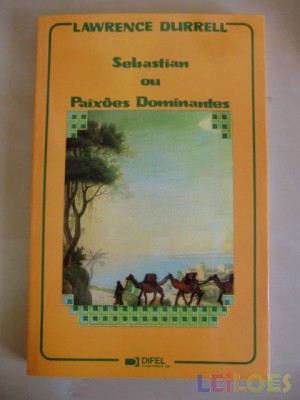 LAWRENCE DURRELL
Sebastian
ou
Paixões Dominantes
DIFEL
LEiLOES